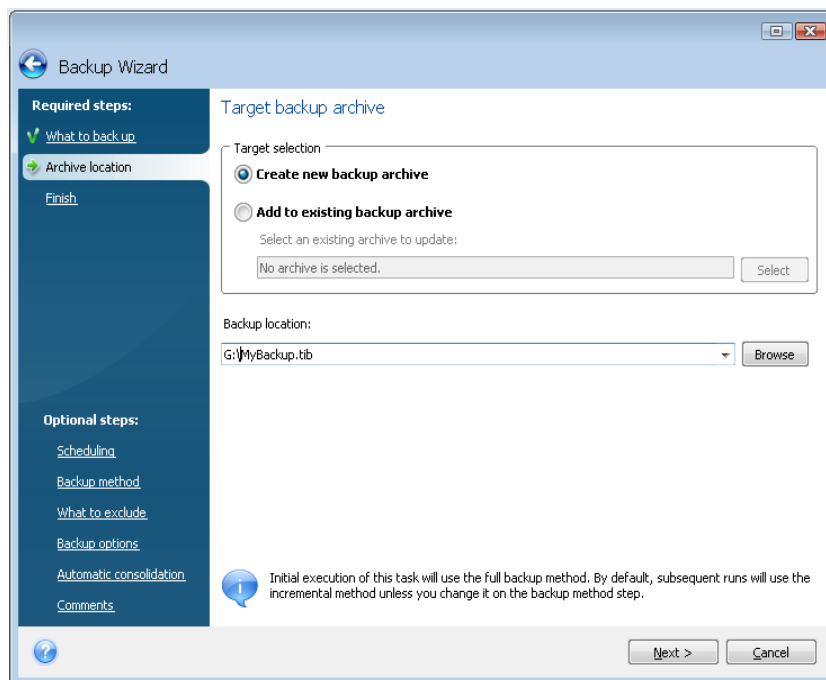 Backup Wizard
Required steps:
What to back up
Archive location
Finish
Optional steps:
Scheduling
Backup method
What to exclude
Backup options
Automatic consolidation
Comments
Target backup archive
Target selection
Create new backup archive
Add to existing backup archive
Select an existing archive to update:
No archive is selected.
Select
Backup location:
G:\MyBackup.tib
Browse
Initial execution of this task will use the full backup method. By default, subsequent runs will use the
incremental method unless you change it on the backup method step.
Next >
Cancel